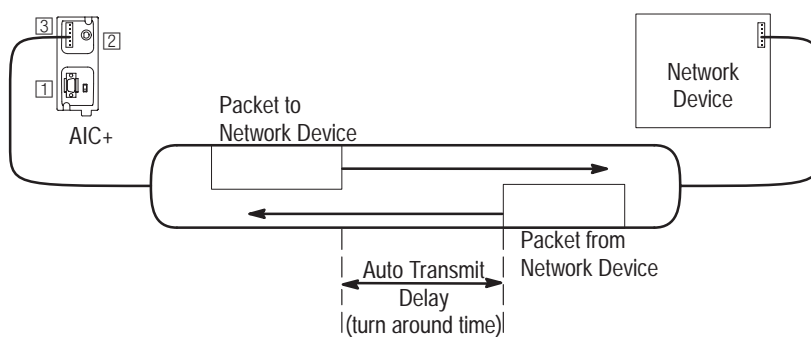 3
2
1
AIC+
Network
Device
Packet to
Network Device
Packet from
Network Device
Auto Transmit
Delay
(turn around time)